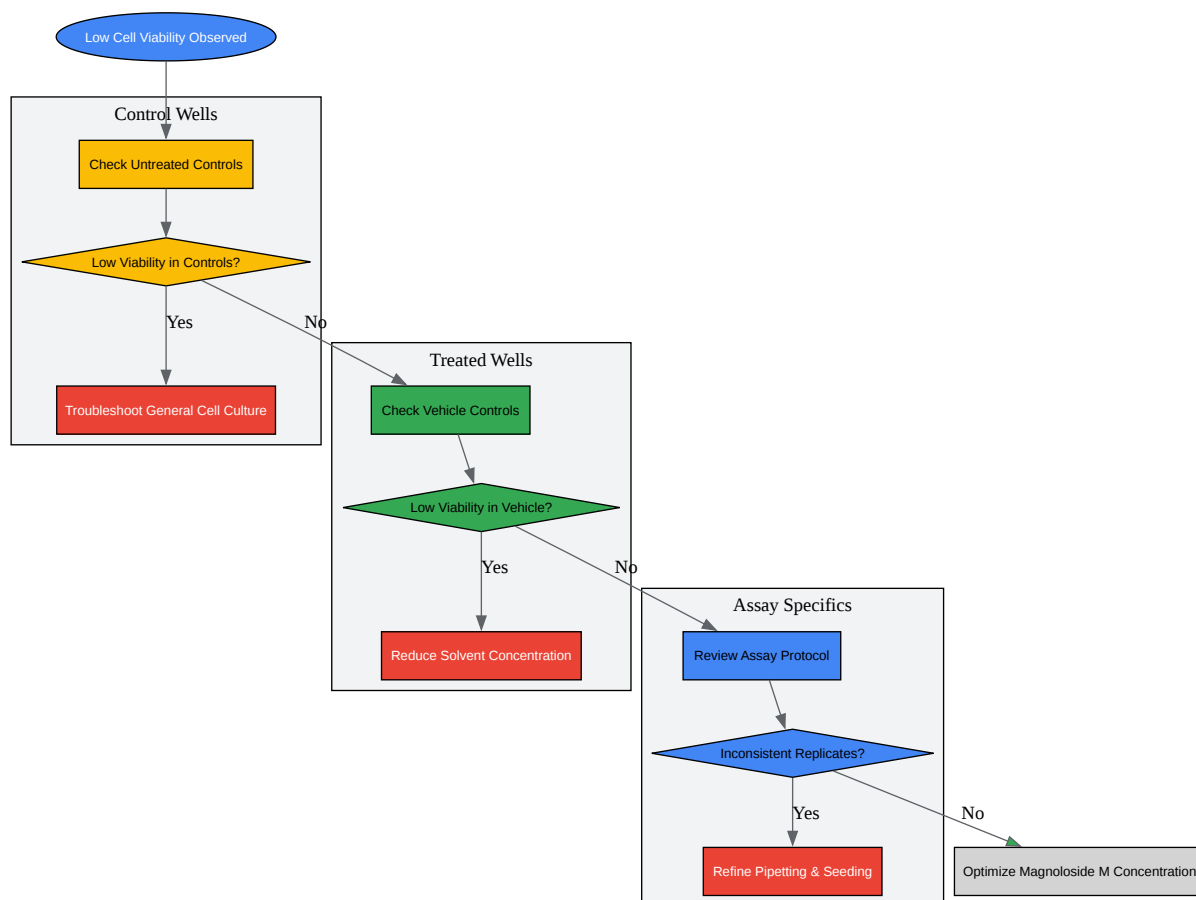 Low Cell Viability Observed
Control Wells
Check Untreated Controls
Low Viability in Controls?
Yes
No
Troubleshoot General Cell Culture
Treated Wells
Check Vehicle Controls
Low Viability in Vehicle?
Yes
No
Reduce Solvent Concentration
Assay Specifics
Review Assay Protocol
Inconsistent Replicates?
Yes
No
Refine Pipetting & Seeding
Optimize Magnoloside M Concentration